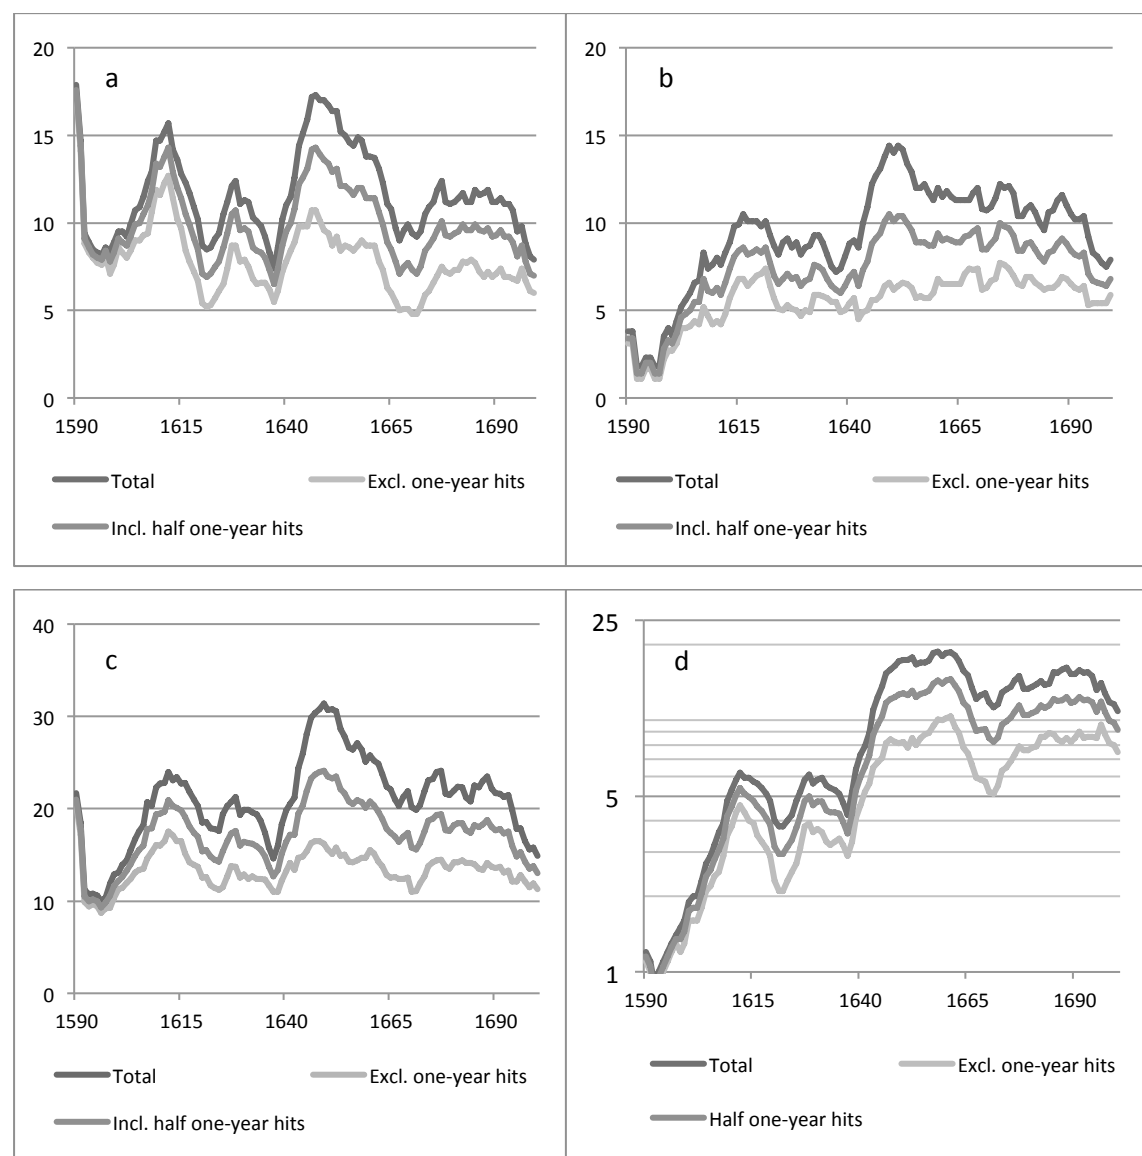 a
20
15
10
5
0
1590 1615 1640 1665 1690
Total Excl. one-year hits
Incl. half one-year hits
b
20
15
10
5
0
1590 1615 1640 1665 1690
Total Excl. one-year hits
Incl. half one-year hits
c
40
30
20
10
0
1590 1615 1640 1665 1690
Total Excl. one-year hits
Incl. half one-year hits
d
25
5
1
1590 1615 1640 1665 1690
Total Excl. one-year hits
Half one-year hits